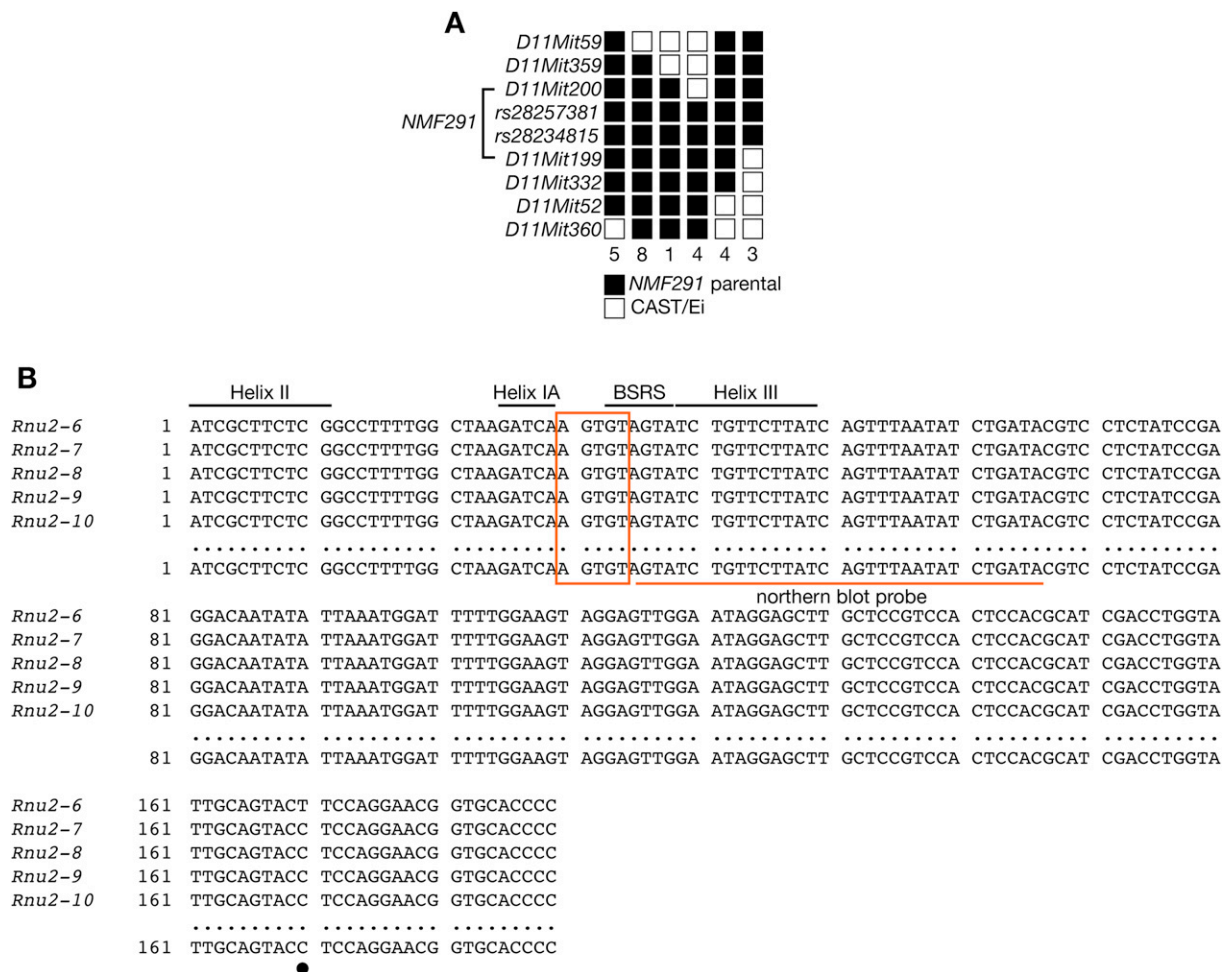 A
D11Mit59
D11Mit359
D11Mit200
NMF291
rs28257381
rs28234815
D11Mit199
D11Mit332
D11Mit52
D11Mit360
5 8 1 4 4 3
NMF291 parental
CAST/Ei
B
Helix II Helix IA BSRS Helix III
Rnu2-6 1 ATCGCTTCTC GGCCTTTTGG CTAAGATCAA GTGTAGTATC TGTTCTTATC AGTTTAATAT CTGATACGTC CTCTATCCGA
Rnu2-7 1 ATCGCTTCTC GGCCTTTTGG CTAAGATCAA GTGTAGTATC TGTTCTTATC AGTTTAATAT CTGATACGTC CTCTATCCGA
Rnu2-8 1 ATCGCTTCTC GGCCTTTTGG CTAAGATCAA GTGTAGTATC TGTTCTTATC AGTTTAATAT CTGATACGTC CTCTATCCGA
Rnu2-9 1 ATCGCTTCTC GGCCTTTTGG CTAAGATCAA GTGTAGTATC TGTTCTTATC AGTTTAATAT CTGATACGTC CTCTATCCGA
Rnu2-10 1 ATCGCTTCTC GGCCTTTTGG CTAAGATCAA GTGTAGTATC TGTTCTTATC AGTTTAATAT CTGATACGTC CTCTATCCGA
.......... .......... .......... .......... .......... .......... .......... ..........
1 ATCGCTTCTC GGCCTTTTGG CTAAGATCAA GTGTAGTATC TGTTCTTATC AGTTTAATAT CTGATACGTC CTCTATCCGA
northern blot probe
Rnu2-6 81 GGACAATATA TTAAATGGAT TTTTGGAAGT AGGAGTTGGA ATAGGAGCTT GCTCCGTCCA CTCCACGCAT CGACCTGGTA
Rnu2-7 81 GGACAATATA TTAAATGGAT TTTTGGAAGT AGGAGTTGGA ATAGGAGCTT GCTCCGTCCA CTCCACGCAT CGACCTGGTA
Rnu2-8 81 GGACAATATA TTAAATGGAT TTTTGGAAGT AGGAGTTGGA ATAGGAGCTT GCTCCGTCCA CTCCACGCAT CGACCTGGTA
Rnu2-9 81 GGACAATATA TTAAATGGAT TTTTGGAAGT AGGAGTTGGA ATAGGAGCTT GCTCCGTCCA CTCCACGCAT CGACCTGGTA
Rnu2-10 81 GGACAATATA TTAAATGGAT TTTTGGAAGT AGGAGTTGGA ATAGGAGCTT GCTCCGTCCA CTCCACGCAT CGACCTGGTA
.......... .......... .......... .......... .......... .......... .......... ..........
81 GGACAATATA TTAAATGGAT TTTTGGAAGT AGGAGTTGGA ATAGGAGCTT GCTCCGTCCA CTCCACGCAT CGACCTGGTA
Rnu2-6 161 TTGCAGTACT TCCAGGAACG GTGCACCCC
Rnu2-7 161 TTGCAGTACC TCCAGGAACG GTGCACCCC
Rnu2-8 161 TTGCAGTACC TCCAGGAACG GTGCACCCC
Rnu2-9 161 TTGCAGTACC TCCAGGAACG GTGCACCCC
Rnu2-10 161 TTGCAGTACC TCCAGGAACG GTGCACCCC
.......... .......... .........
161 TTGCAGTACC TCCAGGAACG GTGCACCCC